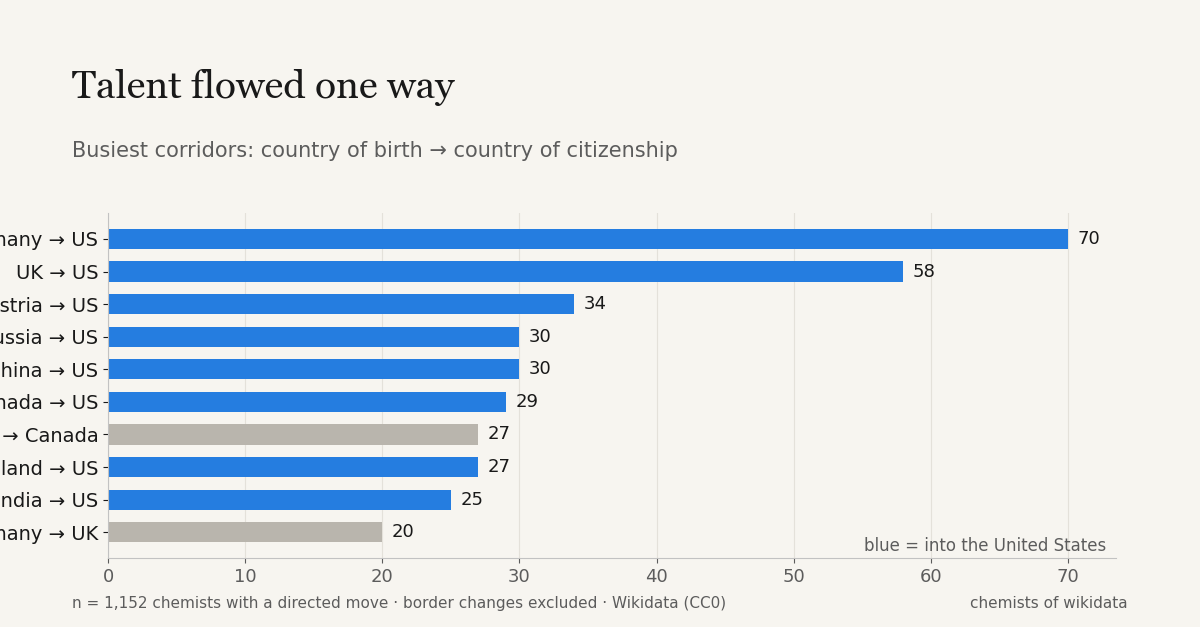 Talent flowed one way
Busiest corridors: country of birth → country of citizenship
many → US 70
UK → US 58
stria → US 34
ussia → US 30
hina → US 30
nada → US 29
→ Canada 27
land → US 27
ndia → US 25
many → UK 20
blue = into the United States
0 10 20 30 40 50 60 70
n = 1,152 chemists with a directed move · border changes excluded · Wikidata (CC0)
chemists of wikidata